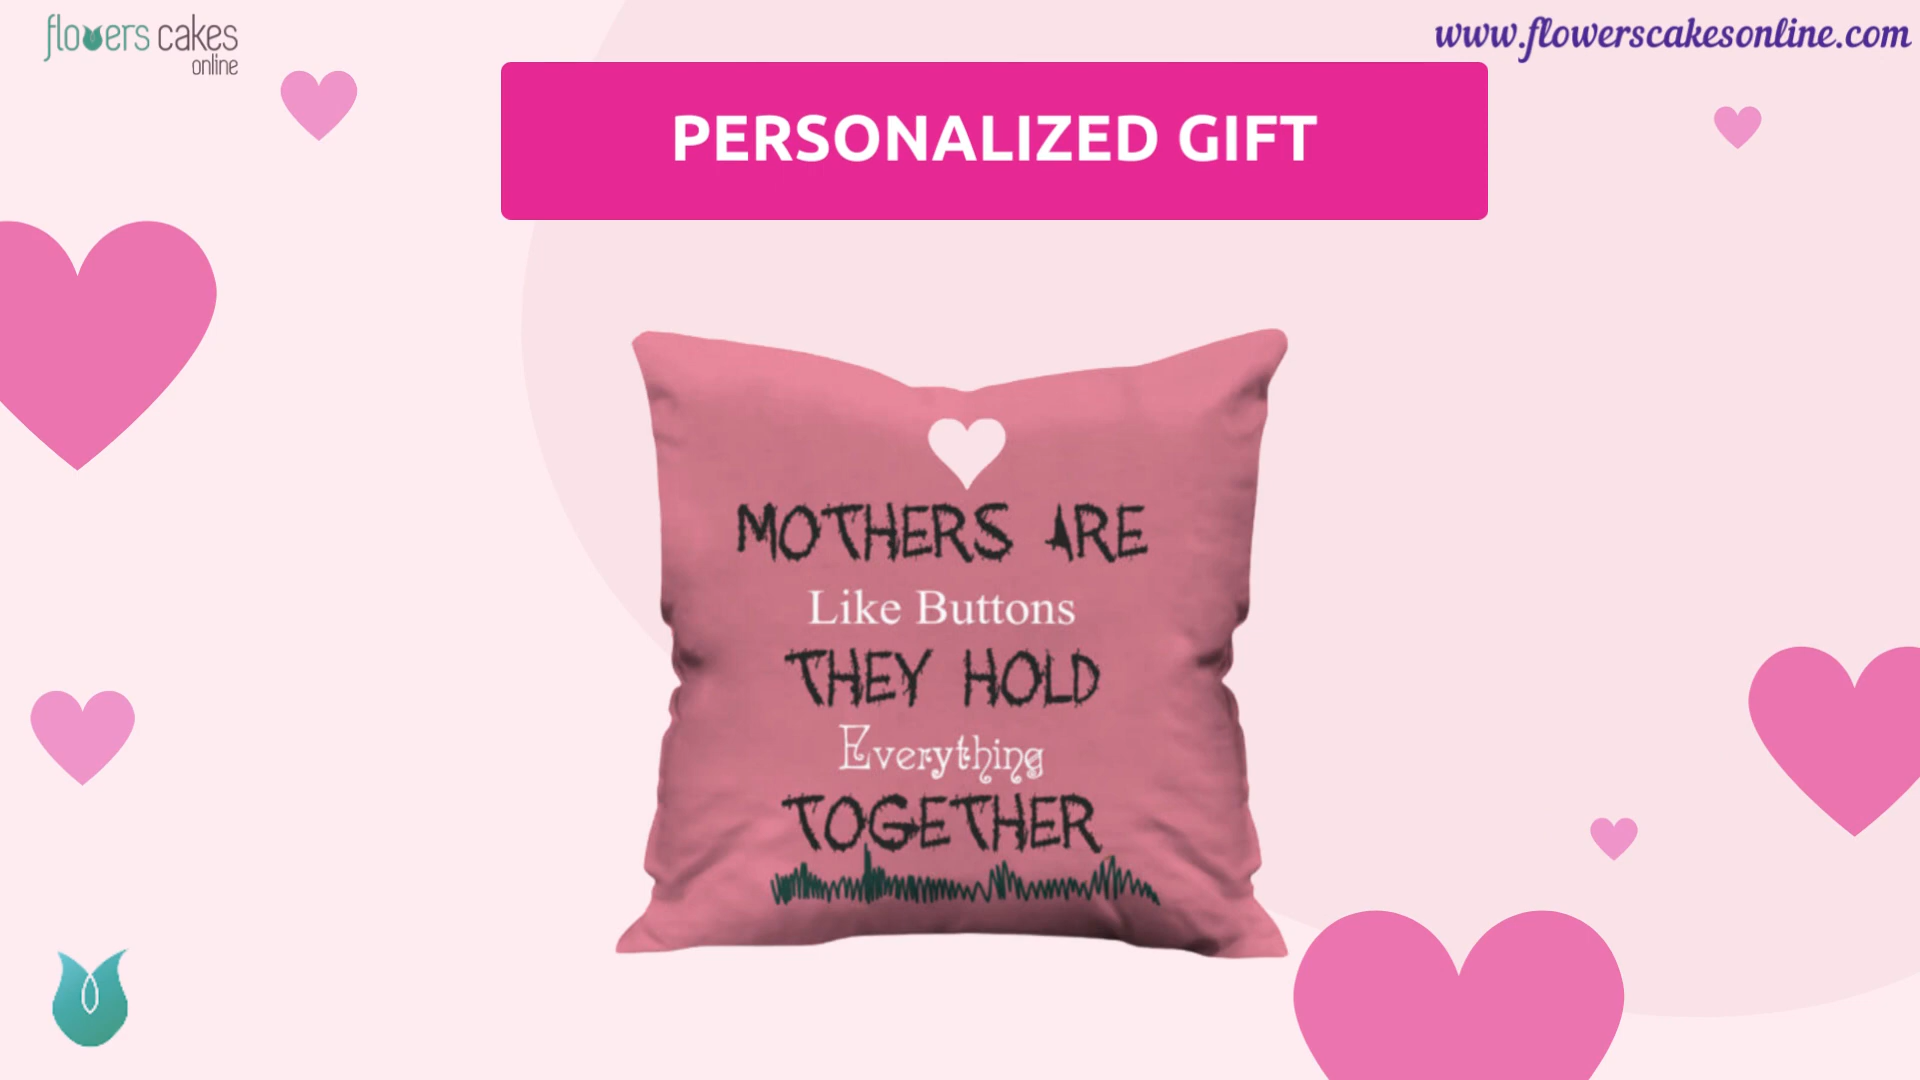 flowers cakes
online
www.flowerscakesonline.com
PERSONALIZED GIFT
MOTHERS ARE
Like Buttons
THEY HOLD
Everything
TOGETHER